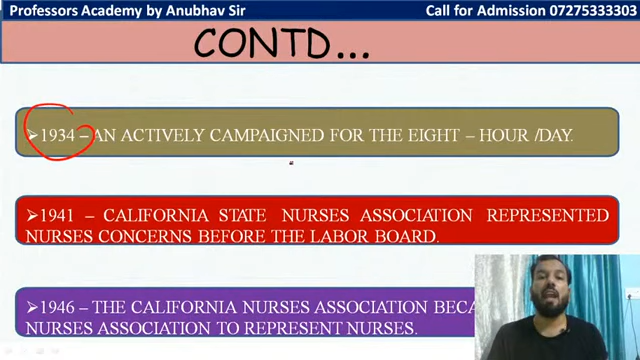 Professors Academy by Anubhav Sir Call for Admission 07275333303
CONTD...
➢1934 – AN ACTIVELY CAMPAIGNED FOR THE EIGHT – HOUR /DAY.
➢1941 – CALIFORNIA STATE NURSES ASSOCIATION REPRESENTED
NURSES CONCERNS BEFORE THE LABOR BOARD.
➢1946 – THE CALIFORNIA NURSES ASSOCIATION
NURSES ASSOCIATION TO REPRESENT NURSES.